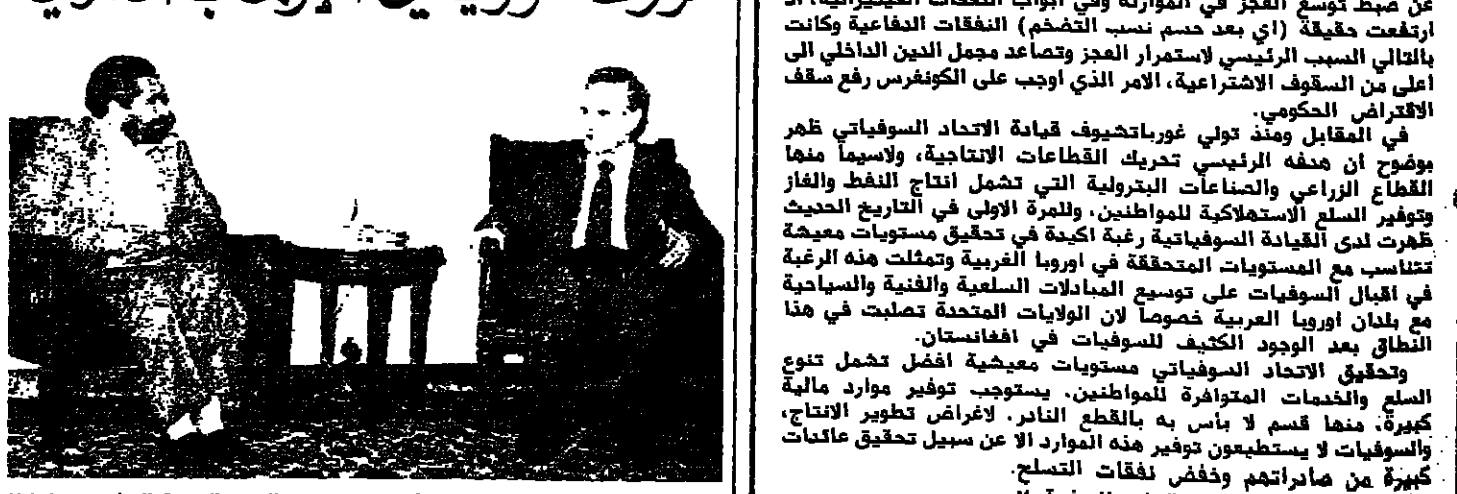 عن ضبط توسع العجز في الموازنة وفي ابواب النفقات الفيديرالية، اذ
ارتفعت حقيقة (اي بعد حسم نسب التضخم) النفقات الدفاعية وكانت
بالتالي السبب الرئيسي لاستمرار العجز وتصاعد مجمل الدين الداخلي الى
اعلى من السقوف الاشتراعية، الامر الذي اوجب على الكونغرس رفع سقف
الاقتراض الحكومي.
في المقابل ومنذ تولي غورباتشيوف قيادة الاتحاد السوفياتي ظهر
بوضوح ان هدفه الرئيسي تحريك القطاعات الانتاجية، ولاسيما منها
القطاع الزراعي والصناعات البترولية التي تشمل انتاج النفط والغاز
وتوفير السلع الاستهلاكية للمواطنين. وللمرة الاولى في التاريخ الحديث
ظهرت لدى القيادة السوفياتية رغبة اكيدة في تحقيق مستويات معيشة
تتناسب مع المستويات المتحققة في اوروبا الغربية وتمثلت هذه الرغبة
في اقبال السوفيات على توسيع المبادلات السلعية والفنية والسياحية
مع بلدان اوروبا العربية خصوصا لان الولايات المتحدة تصلبت في هذا
النطاق بعد الوجود الكثيف للسوفيات في افغانستان.
وتحقيق الاتحاد السوفياتي مستويات معيشية افضل تشمل تنوع
السلع والخدمات المتوافرة للمواطنين. يستوجب توفير موارد مالية
كبيرة، منها قسم لا بأس به بالقطع النادر. لاغراض تطوير الانتاج،
والسوفيات لا يستطيعون توفير هذه الموارد الا عن سبيل تحقيق عائدات
كبيرة من صادراتهم وخفض نفقات التسلح.